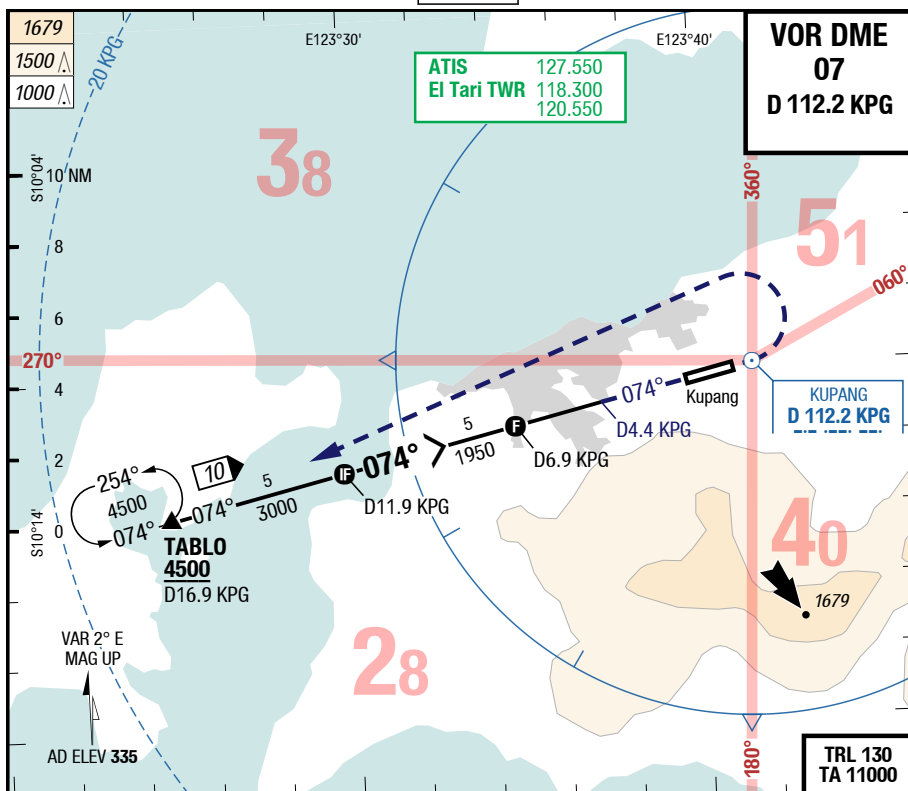 1679
1500
1000
20 KPG
E123°30'
E123°40'
ATIS 127.550
El Tari TWR 118.300
120.550
VOR DME
07
D 112.2 KPG
S10°04'
10 NM
8
6
4
2
0
S10°14'
38
51
360°
060°
270°
074°
Kupang
KUPANG
D 112.2 KPG
D4.4 KPG
5
1950
F
D6.9 KPG
074°
IF
D11.9 KPG
10
5
3000
254°
4500
074°
074°
TABLO
4500
D16.9 KPG
40
1679
28
VAR 2° E
MAG UP
AD ELEV 335
180°
TRL 130
TA 11000